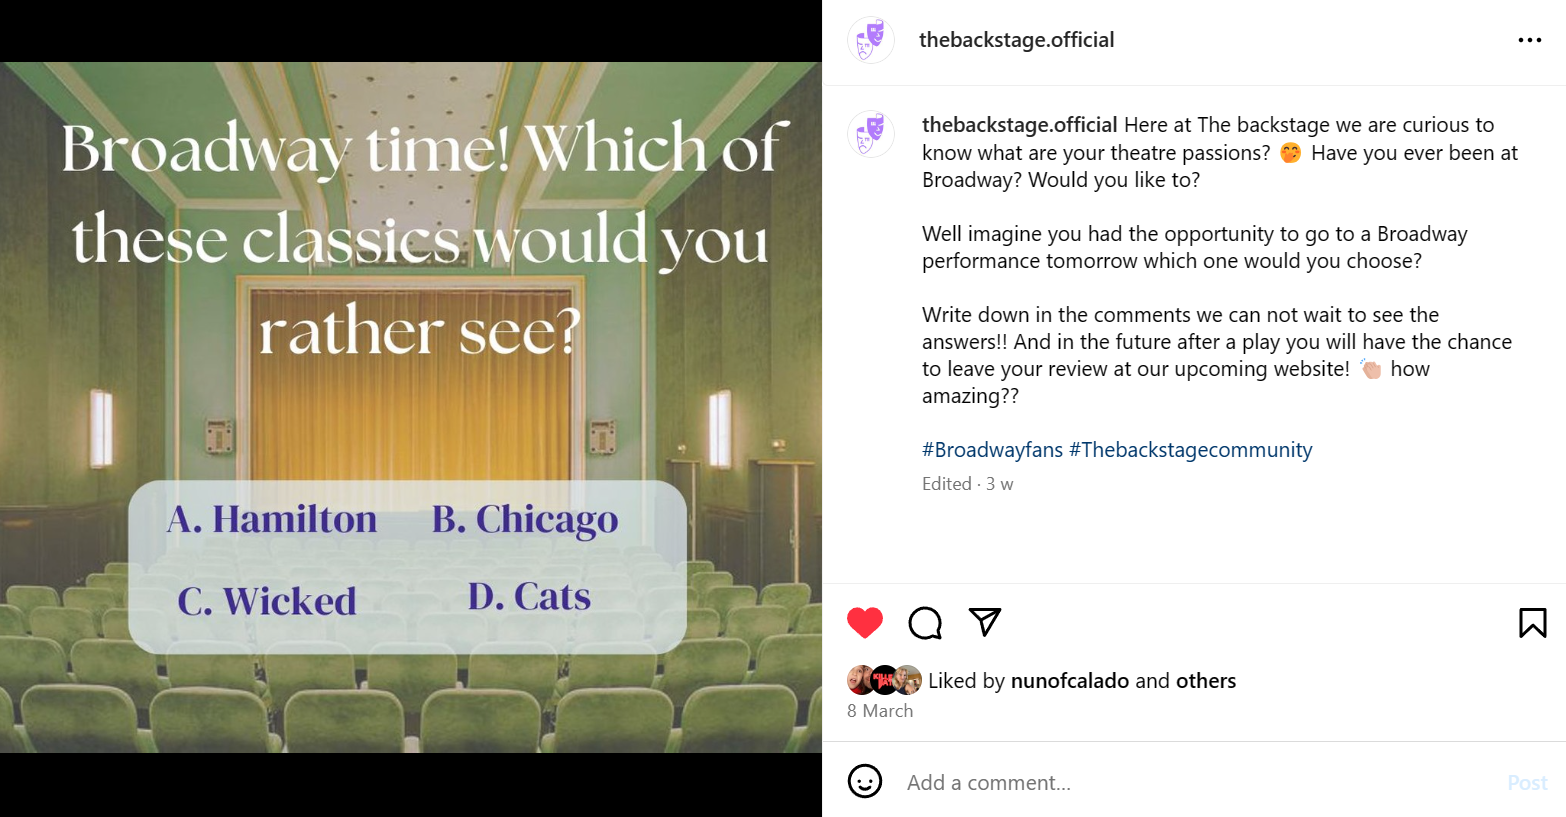 Broadway time! Which of
these classics would you
rather see?
A. Hamilton B. Chicago
C. Wicked D. Cats
thebackstage.official
thebackstage.official Here at The backstage we are curious to
know what are your theatre passions? 🤭 Have you ever been at
Broadway? Would you like to?
Well imagine you had the opportunity to go to a Broadway
performance tomorrow which one would you choose?
Write down in the comments we can not wait to see the
answers!! And in the future after a play you will have the chance
to leave your review at our upcoming website! 👏🏼 how
amazing??
#Broadwayfans #Thebackstagecommunity
Edited · 3 w
Liked by nunofcalado and others
8 March
Add a comment...
Post